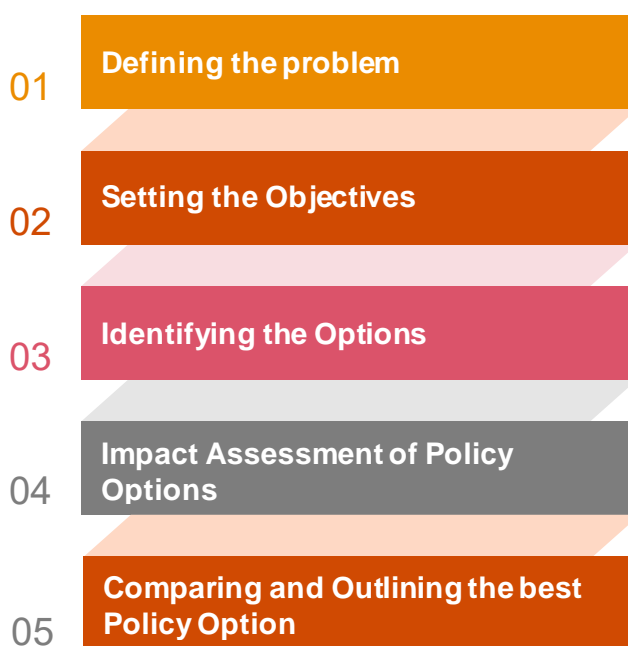 01
Defining the problem
02
Setting the Objectives
03
Identifying the Options
04
Impact Assessment of Policy
Options
05
Comparing and Outlining the best
Policy Option